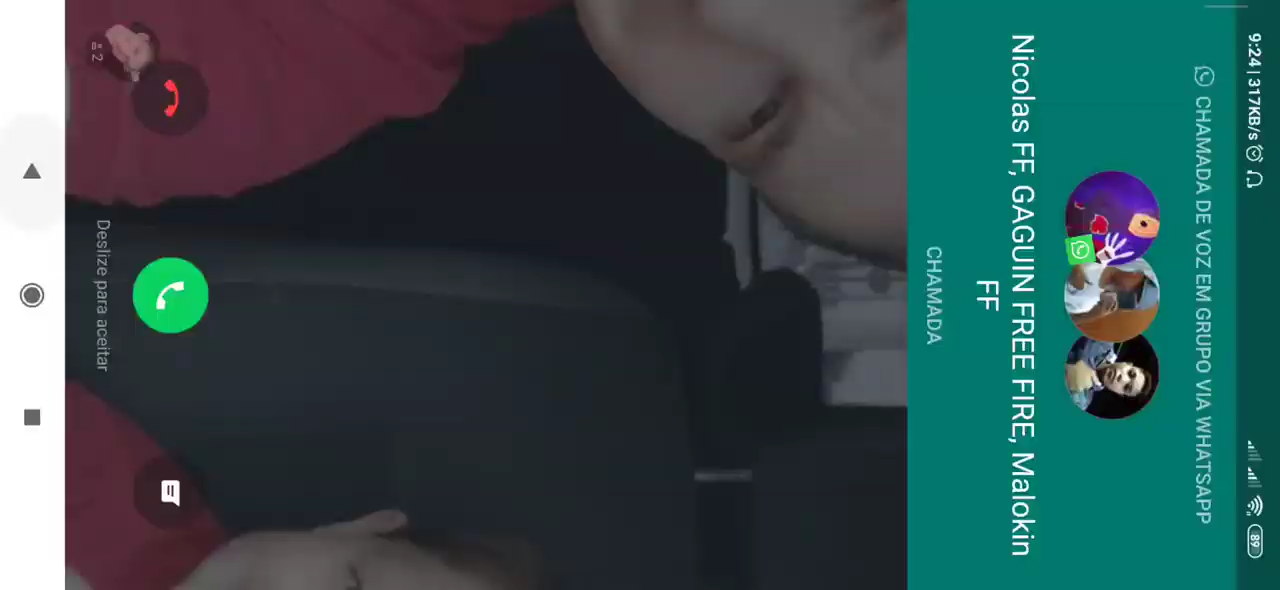 9:24 | 317KB/s
89
CHAMADA DE VOZ EM GRUPO VIA WHATSAPP
Nicolas FF, GAGUIN FREE FIRE, Malokin
FF
CHAMADA
Deslize para aceitar
2